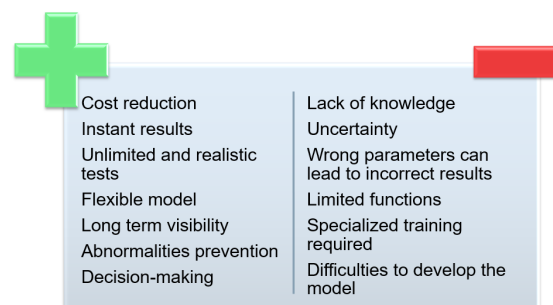 Cost reduction
Instant results
Unlimited and realistic
tests
Flexible model
Long term visibility
Abnormalities prevention
Decision-making
Lack of knowledge
Uncertainty
Wrong parameters can
lead to incorrect results
Limited functions
Specialized training
required
Difficulties to develop the
model